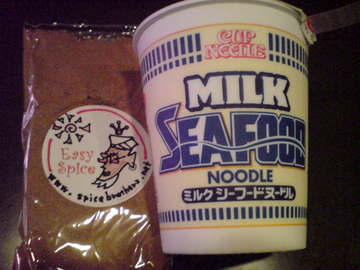 Easy
Spice
www.spicebrothers.net
CUP
NOODLE
MILK
SEAFOOD
NOODLE
ミルク シーフードヌードル